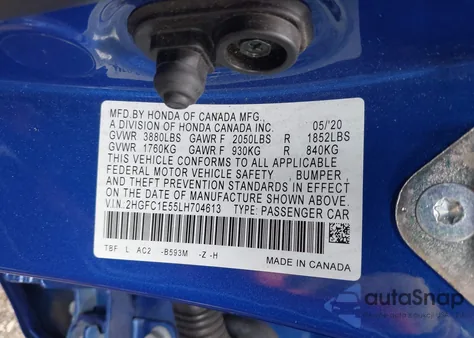 MFD.BY HONDA OF CANADA MFG.,
A DIVISION OF HONDA CANADA INC. 05/'20
GVWR 3880LBS GAWR F 2050LBS R 1852LBS
GVWR 1760KG GAWR F 930KG R 840KG
THIS VEHICLE CONFORMS TO ALL APPLICABLE
FEDERAL MOTOR VEHICLE SAFETY , BUMPER ,
AND THEFT PREVENTION STANDARDS IN EFFECT
ON THE DATE OF MANUFACTURE SHOWN ABOVE.
V.I.N: 2HGFC1E55LH704613 TYPE: PASSENGER CAR
TBF L AC2 -B593M -Z -H
MADE IN CANADA
autoSnap